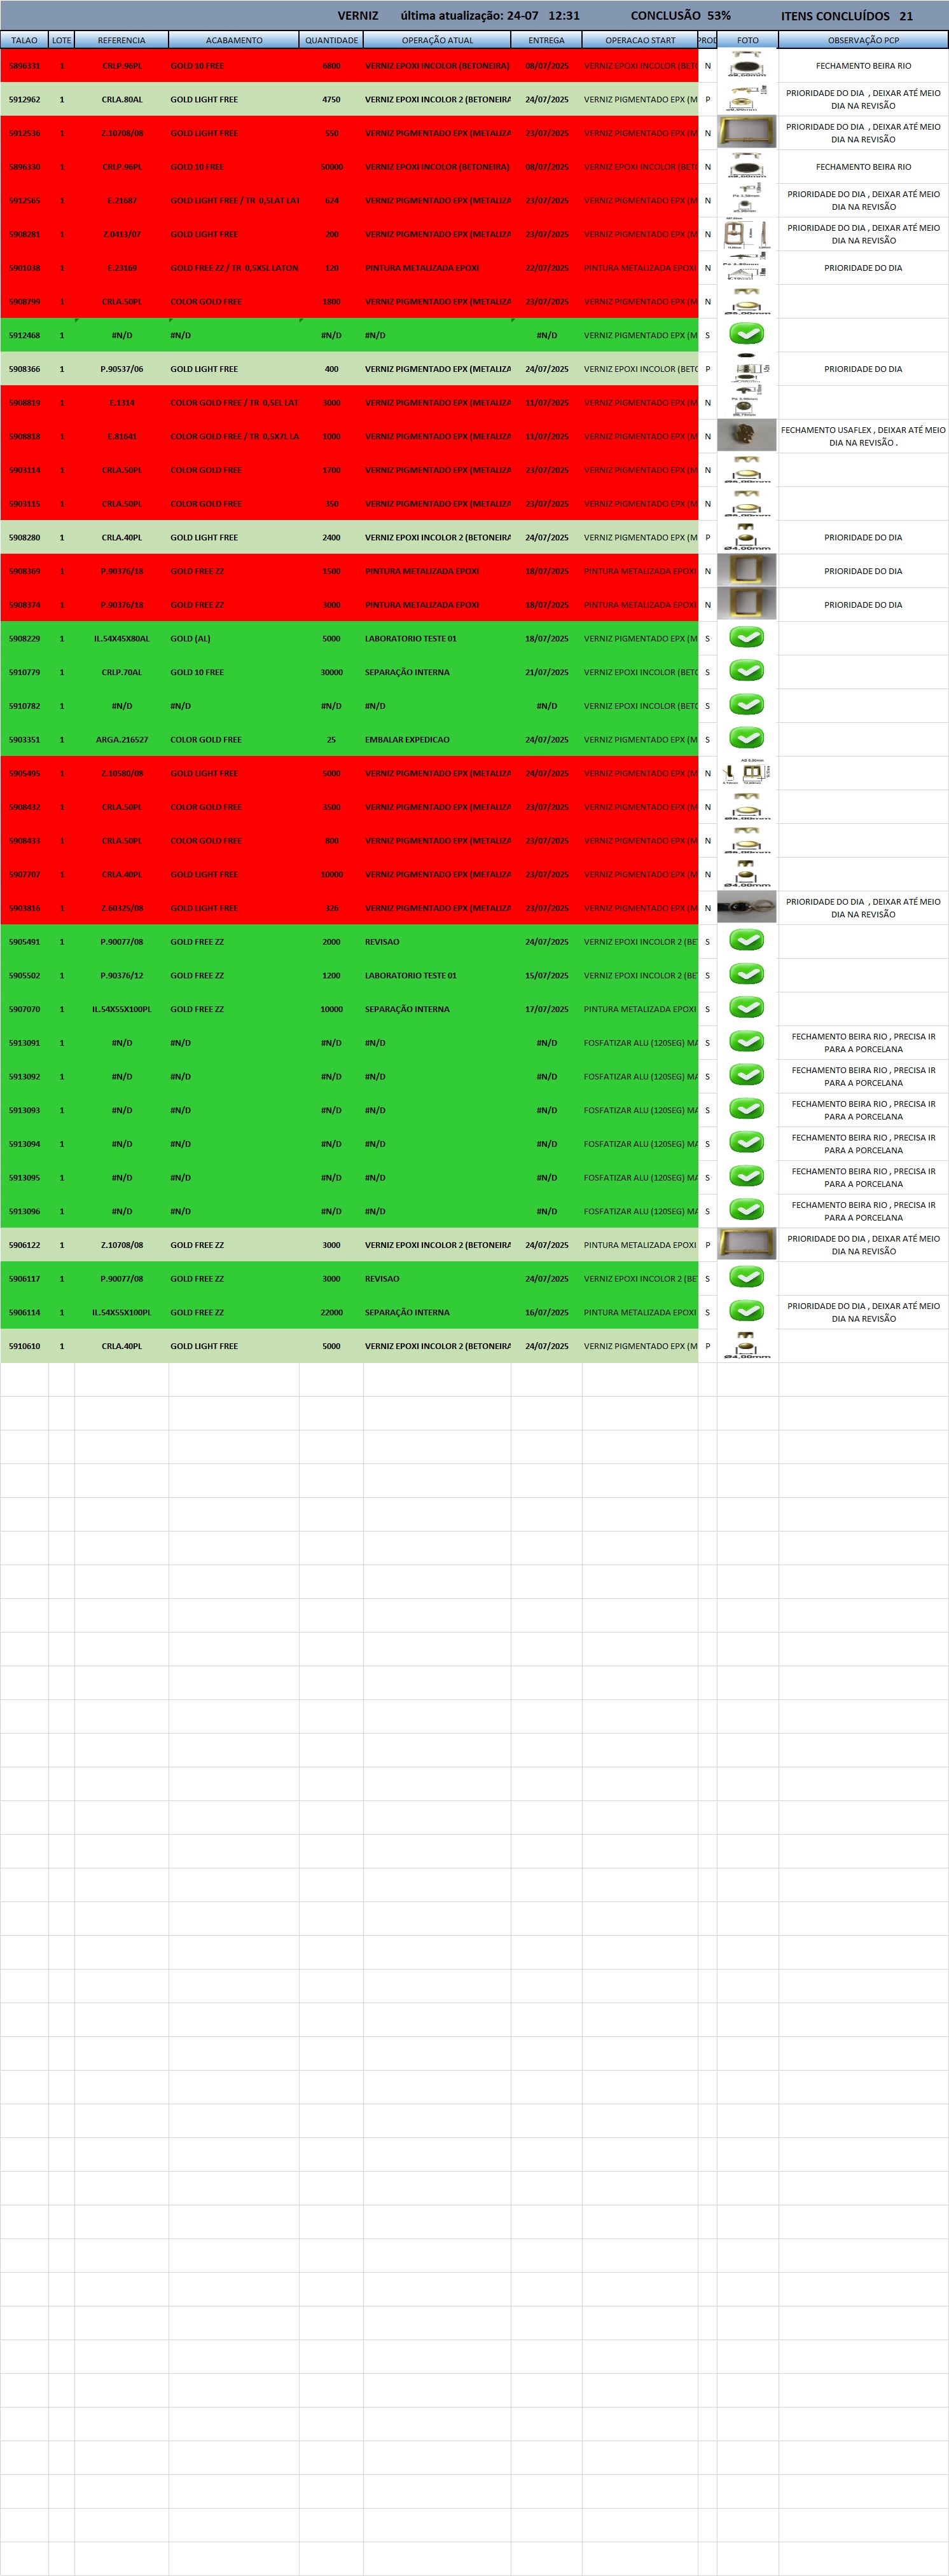 VERNIZ última atualização: 24-07 12:31 CONCLUSÃO 53% ITENS CONCLUÍDOS 21
TALAO LOTE REFERENCIA ACABAMENTO QUANTIDADE OPERAÇÃO ATUAL ENTREGA OPERACAO START PROD FOTO OBSERVAÇÃO PCP
5896331 1 CRLP.96PL GOLD 10 FREE 6800 VERNIZ EPOXI INCOLOR (BETONEIRA) 08/07/2025 VERNIZ EPOXI INCOLOR (BETO N FECHAMENTO BEIRA RIO
5912962 1 CRLA.80AL GOLD LIGHT FREE 4750 VERNIZ EPOXI INCOLOR 2 (BETONEIRA 24/07/2025 VERNIZ PIGMENTADO EPX (M P PRIORIDADE DO DIA , DEIXAR ATÉ MEIO
DIA NA REVISÃO
5912536 1 Z.10708/08 GOLD LIGHT FREE 550 VERNIZ PIGMENTADO EPX (METALIZA 23/07/2025 VERNIZ PIGMENTADO EPX (M N PRIORIDADE DO DIA , DEIXAR ATÉ MEIO
DIA NA REVISÃO
5896330 1 CRLP.96PL GOLD 10 FREE 50000 VERNIZ EPOXI INCOLOR (BETONEIRA) 08/07/2025 VERNIZ EPOXI INCOLOR (BETO N FECHAMENTO BEIRA RIO
5912565 1 E.21687 GOLD LIGHT FREE / TR 0,5LAT LAT 624 VERNIZ PIGMENTADO EPX (METALIZA 23/07/2025 VERNIZ PIGMENTADO EPX (M N PRIORIDADE DO DIA , DEIXAR ATÉ MEIO
DIA NA REVISÃO
5908281 1 Z.0413/07 GOLD LIGHT FREE 200 VERNIZ PIGMENTADO EPX (METALIZA 23/07/2025 VERNIZ PIGMENTADO EPX (M N PRIORIDADE DO DIA , DEIXAR ATÉ MEIO
DIA NA REVISÃO
5901038 1 E.23169 GOLD FREE ZZ / TR 0,5X5L LATON 120 PINTURA METALIZADA EPOXI 22/07/2025 PINTURA METALIZADA EPOXI N PRIORIDADE DO DIA
5908799 1 CRLA.50PL COLOR GOLD FREE 1800 VERNIZ PIGMENTADO EPX (METALIZA 23/07/2025 VERNIZ PIGMENTADO EPX (M N
5912468 1 #N/D #N/D #N/D #N/D #N/D VERNIZ PIGMENTADO EPX (M S
5908366 1 P.90537/06 GOLD LIGHT FREE 400 VERNIZ PIGMENTADO EPX (METALIZA 24/07/2025 VERNIZ EPOXI INCOLOR (BETO P PRIORIDADE DO DIA
5908819 1 E.1314 COLOR GOLD FREE / TR 0,5EL LAT 3000 VERNIZ PIGMENTADO EPX (METALIZA 11/07/2025 VERNIZ PIGMENTADO EPX (M N
5908818 1 E.81641 COLOR GOLD FREE / TR 0,5X7L LA 1000 VERNIZ PIGMENTADO EPX (METALIZA 11/07/2025 VERNIZ PIGMENTADO EPX (M N FECHAMENTO USAFLEX , DEIXAR ATÉ MEIO
DIA NA REVISÃO .
5903114 1 CRLA.50PL COLOR GOLD FREE 1700 VERNIZ PIGMENTADO EPX (METALIZA 23/07/2025 VERNIZ PIGMENTADO EPX (M N
5903115 1 CRLA.50PL COLOR GOLD FREE 350 VERNIZ PIGMENTADO EPX (METALIZA 23/07/2025 VERNIZ PIGMENTADO EPX (M N
5908280 1 CRLA.40PL GOLD LIGHT FREE 2400 VERNIZ EPOXI INCOLOR 2 (BETONEIRA 24/07/2025 VERNIZ PIGMENTADO EPX (M P Ø4,00mm PRIORIDADE DO DIA
5908369 1 P.90376/18 GOLD FREE ZZ 1500 PINTURA METALIZADA EPOXI 18/07/2025 PINTURA METALIZADA EPOXI N PRIORIDADE DO DIA
5908374 1 P.90376/18 GOLD FREE ZZ 3000 PINTURA METALIZADA EPOXI 18/07/2025 PINTURA METALIZADA EPOXI N PRIORIDADE DO DIA
5908229 1 IL.54X45X80AL GOLD (AL) 5000 LABORATORIO TESTE 01 18/07/2025 VERNIZ PIGMENTADO EPX (M S
5910779 1 CRLP.70AL GOLD 10 FREE 30000 SEPARAÇÃO INTERNA 21/07/2025 VERNIZ EPOXI INCOLOR (BETO S
5910782 1 #N/D #N/D #N/D #N/D #N/D VERNIZ EPOXI INCOLOR (BETO S
5903351 1 ARGA.216527 COLOR GOLD FREE 25 EMBALAR EXPEDICAO 24/07/2025 VERNIZ PIGMENTADO EPX (M S
5905495 1 Z.10580/08 GOLD LIGHT FREE 5000 VERNIZ PIGMENTADO EPX (METALIZA 24/07/2025 VERNIZ PIGMENTADO EPX (M N
5908432 1 CRLA.50PL COLOR GOLD FREE 3500 VERNIZ PIGMENTADO EPX (METALIZA 23/07/2025 VERNIZ PIGMENTADO EPX (M N
5908433 1 CRLA.50PL COLOR GOLD FREE 800 VERNIZ PIGMENTADO EPX (METALIZA 23/07/2025 VERNIZ PIGMENTADO EPX (M N
5907707 1 CRLA.40PL GOLD LIGHT FREE 10000 VERNIZ PIGMENTADO EPX (METALIZA 23/07/2025 VERNIZ PIGMENTADO EPX (M N Ø4,00mm
5903816 1 Z.60325/08 GOLD LIGHT FREE 326 VERNIZ PIGMENTADO EPX (METALIZA 23/07/2025 VERNIZ PIGMENTADO EPX (M N PRIORIDADE DO DIA , DEIXAR ATÉ MEIO
DIA NA REVISÃO
5905491 1 P.90077/08 GOLD FREE ZZ 2000 REVISAO 24/07/2025 VERNIZ EPOXI INCOLOR 2 (BE S
5905502 1 P.90376/12 GOLD FREE ZZ 1200 LABORATORIO TESTE 01 15/07/2025 VERNIZ EPOXI INCOLOR 2 (BE S
5907070 1 IL.54X55X100PL GOLD FREE ZZ 10000 SEPARAÇÃO INTERNA 17/07/2025 PINTURA METALIZADA EPOXI S
5913091 1 #N/D #N/D #N/D #N/D #N/D FOSFATIZAR ALU (120SEG) MA S FECHAMENTO BEIRA RIO , PRECISA IR
PARA A PORCELANA
5913092 1 #N/D #N/D #N/D #N/D #N/D FOSFATIZAR ALU (120SEG) MA S FECHAMENTO BEIRA RIO , PRECISA IR
PARA A PORCELANA
5913093 1 #N/D #N/D #N/D #N/D #N/D FOSFATIZAR ALU (120SEG) MA S FECHAMENTO BEIRA RIO , PRECISA IR
PARA A PORCELANA
5913094 1 #N/D #N/D #N/D #N/D #N/D FOSFATIZAR ALU (120SEG) MA S FECHAMENTO BEIRA RIO , PRECISA IR
PARA A PORCELANA
5913095 1 #N/D #N/D #N/D #N/D #N/D FOSFATIZAR ALU (120SEG) MA S FECHAMENTO BEIRA RIO , PRECISA IR
PARA A PORCELANA
5913096 1 #N/D #N/D #N/D #N/D #N/D FOSFATIZAR ALU (120SEG) MA S FECHAMENTO BEIRA RIO , PRECISA IR
PARA A PORCELANA
5906122 1 Z.10708/08 GOLD FREE ZZ 3000 VERNIZ EPOXI INCOLOR 2 (BETONEIRA 24/07/2025 PINTURA METALIZADA EPOXI P PRIORIDADE DO DIA , DEIXAR ATÉ MEIO
DIA NA REVISÃO
5906117 1 P.90077/08 GOLD FREE ZZ 3000 REVISAO 24/07/2025 VERNIZ EPOXI INCOLOR 2 (BE S
5906114 1 IL.54X55X100PL GOLD FREE ZZ 22000 SEPARAÇÃO INTERNA 16/07/2025 PINTURA METALIZADA EPOXI S PRIORIDADE DO DIA , DEIXAR ATÉ MEIO
DIA NA REVISÃO
5910610 1 CRLA.40PL GOLD LIGHT FREE 5000 VERNIZ EPOXI INCOLOR 2 (BETONEIRA 24/07/2025 VERNIZ PIGMENTADO EPX (M P Ø4,00mm